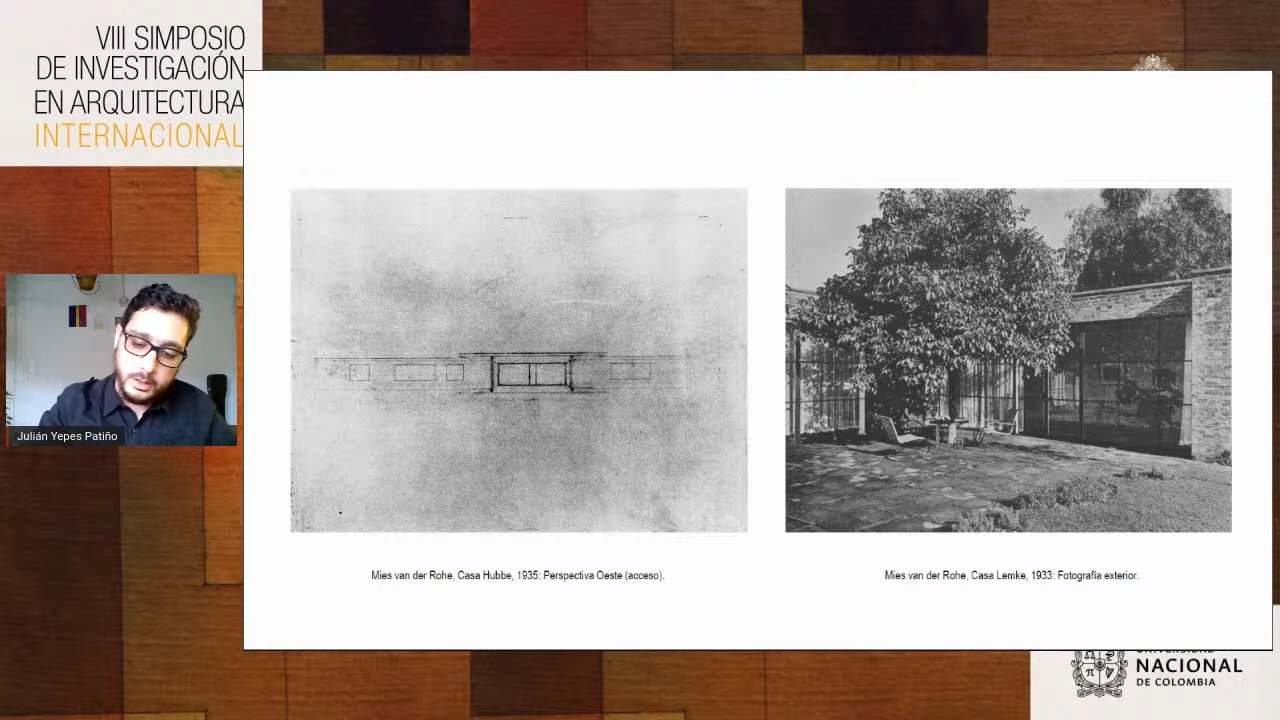 VIII SIMPOSIO
DE INVESTIGACIÓN
EN ARQUITECTURA
INTERNACIONAL
Julián Yepes Patiño
Mies van der Rohe, Casa Hubbe, 1935: Perspectiva Oeste (acceso).
Mies van der Rohe, Casa Lemke, 1933: Fotografía exterior.
UNIVERSIDAD
NACIONAL
DE COLOMBIA